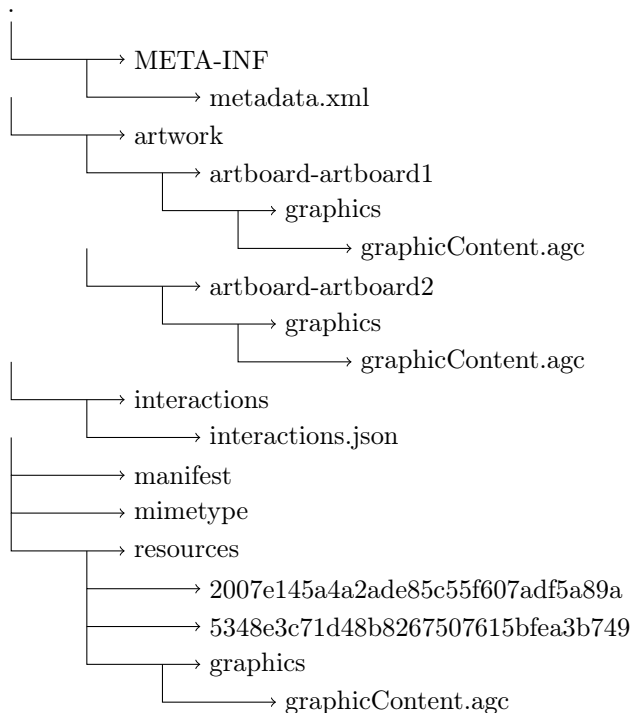 .
META-INF
metadata.xml
artwork
artboard-artboard1
graphics
graphicContent.agc
artboard-artboard2
graphics
graphicContent.agc
interactions
interactions.json
manifest
mimetype
resources
2007e145a4a2ade85c55f607adf5a89a
5348e3c71d48b8267507615bfea3b749
graphics
graphicContent.agc